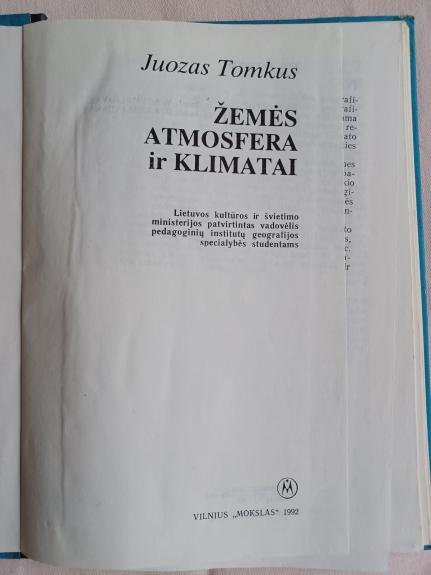 Juozas Tomkus
ŽEMĖS
ATMOSFERA
ir KLIMATAI
Lietuvos kultūros ir švietimo
ministerijos patvirtintas vadovėlis
pedagoginių institutų geografijos
specialybės studentams
M
VILNIUS „MOKSLAS“ 1992